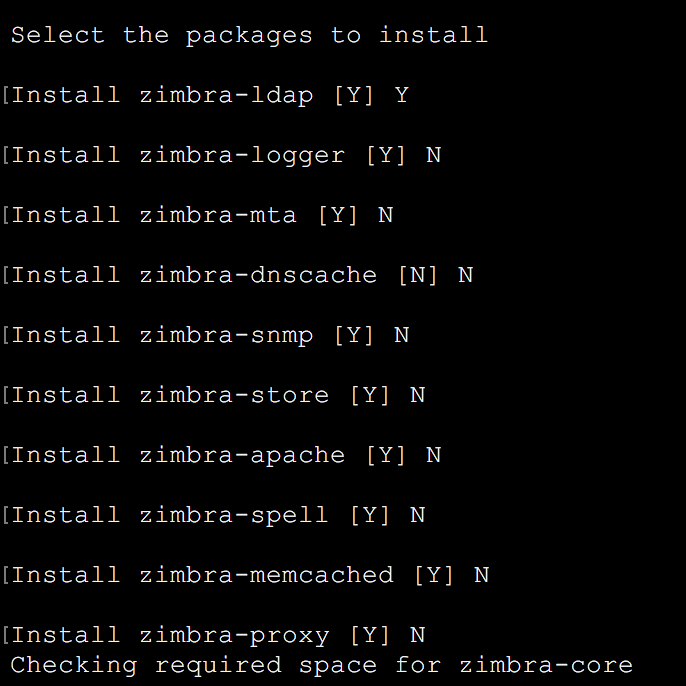 Select the packages to install
[Install zimbra-ldap [Y] Y
[Install zimbra-logger [Y] N
[Install zimbra-mta [Y] N
[Install zimbra-dnscache [N] N
[Install zimbra-snmp [Y] N
[Install zimbra-store [Y] N
[Install zimbra-apache [Y] N
[Install zimbra-spell [Y] N
[Install zimbra-memcached [Y] N
[Install zimbra-proxy [Y] N
Checking required space for zimbra-core